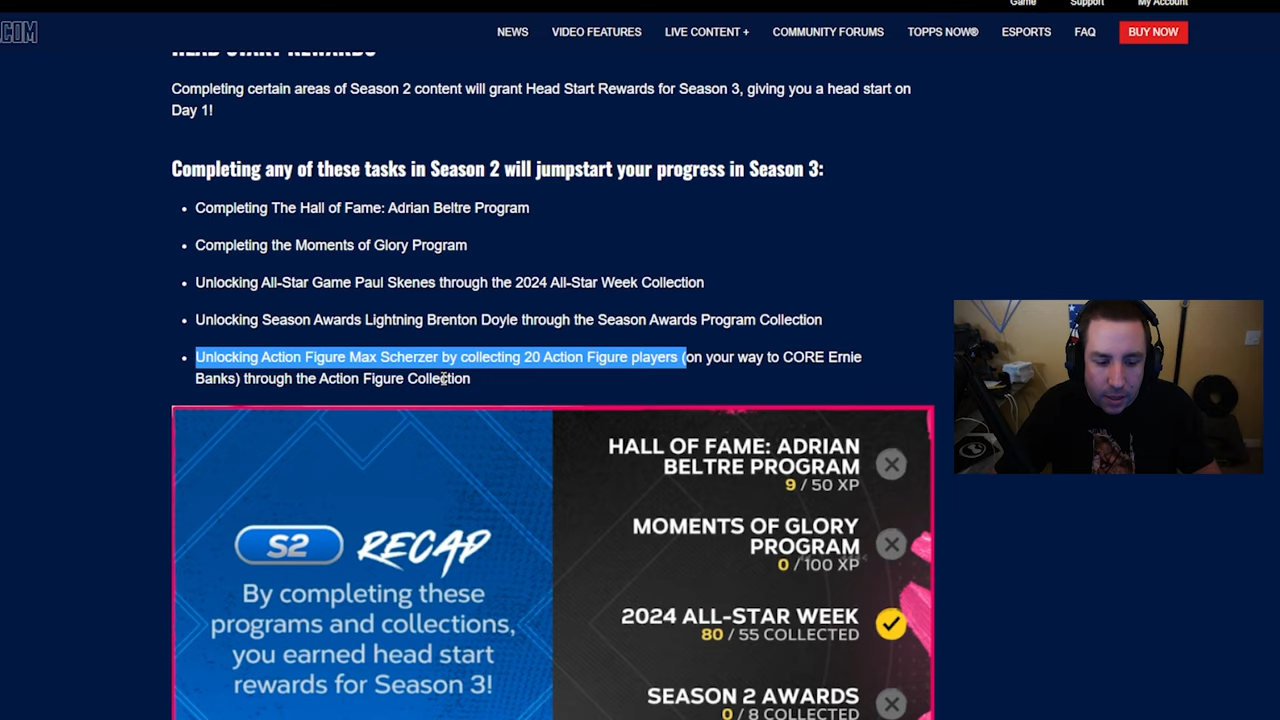 Game Support My Account
.COM NEWS VIDEO FEATURES LIVE CONTENT + COMMUNITY FORUMS TOPPS NOW® ESPORTS FAQ BUY NOW
HEAD START REWARDS
Completing certain areas of Season 2 content will grant Head Start Rewards for Season 3, giving you a head start on
Day 1!
Completing any of these tasks in Season 2 will jumpstart your progress in Season 3:
• Completing The Hall of Fame: Adrian Beltre Program
• Completing the Moments of Glory Program
• Unlocking All-Star Game Paul Skenes through the 2024 All-Star Week Collection
• Unlocking Season Awards Lightning Brenton Doyle through the Season Awards Program Collection
• Unlocking Action Figure Max Scherzer by collecting 20 Action Figure players (on your way to CORE Ernie
Banks) through the Action Figure Collection
S2 RECAP
By completing these
programs and collections,
you earned head start
rewards for Season 3!
HALL OF FAME: ADRIAN
BELTRE PROGRAM
9 / 50 XP
MOMENTS OF GLORY
PROGRAM
0 / 100 XP
2024 ALL-STAR WEEK
80 / 55 COLLECTED
SEASON 2 AWARDS
0 / 8 COLLECTED